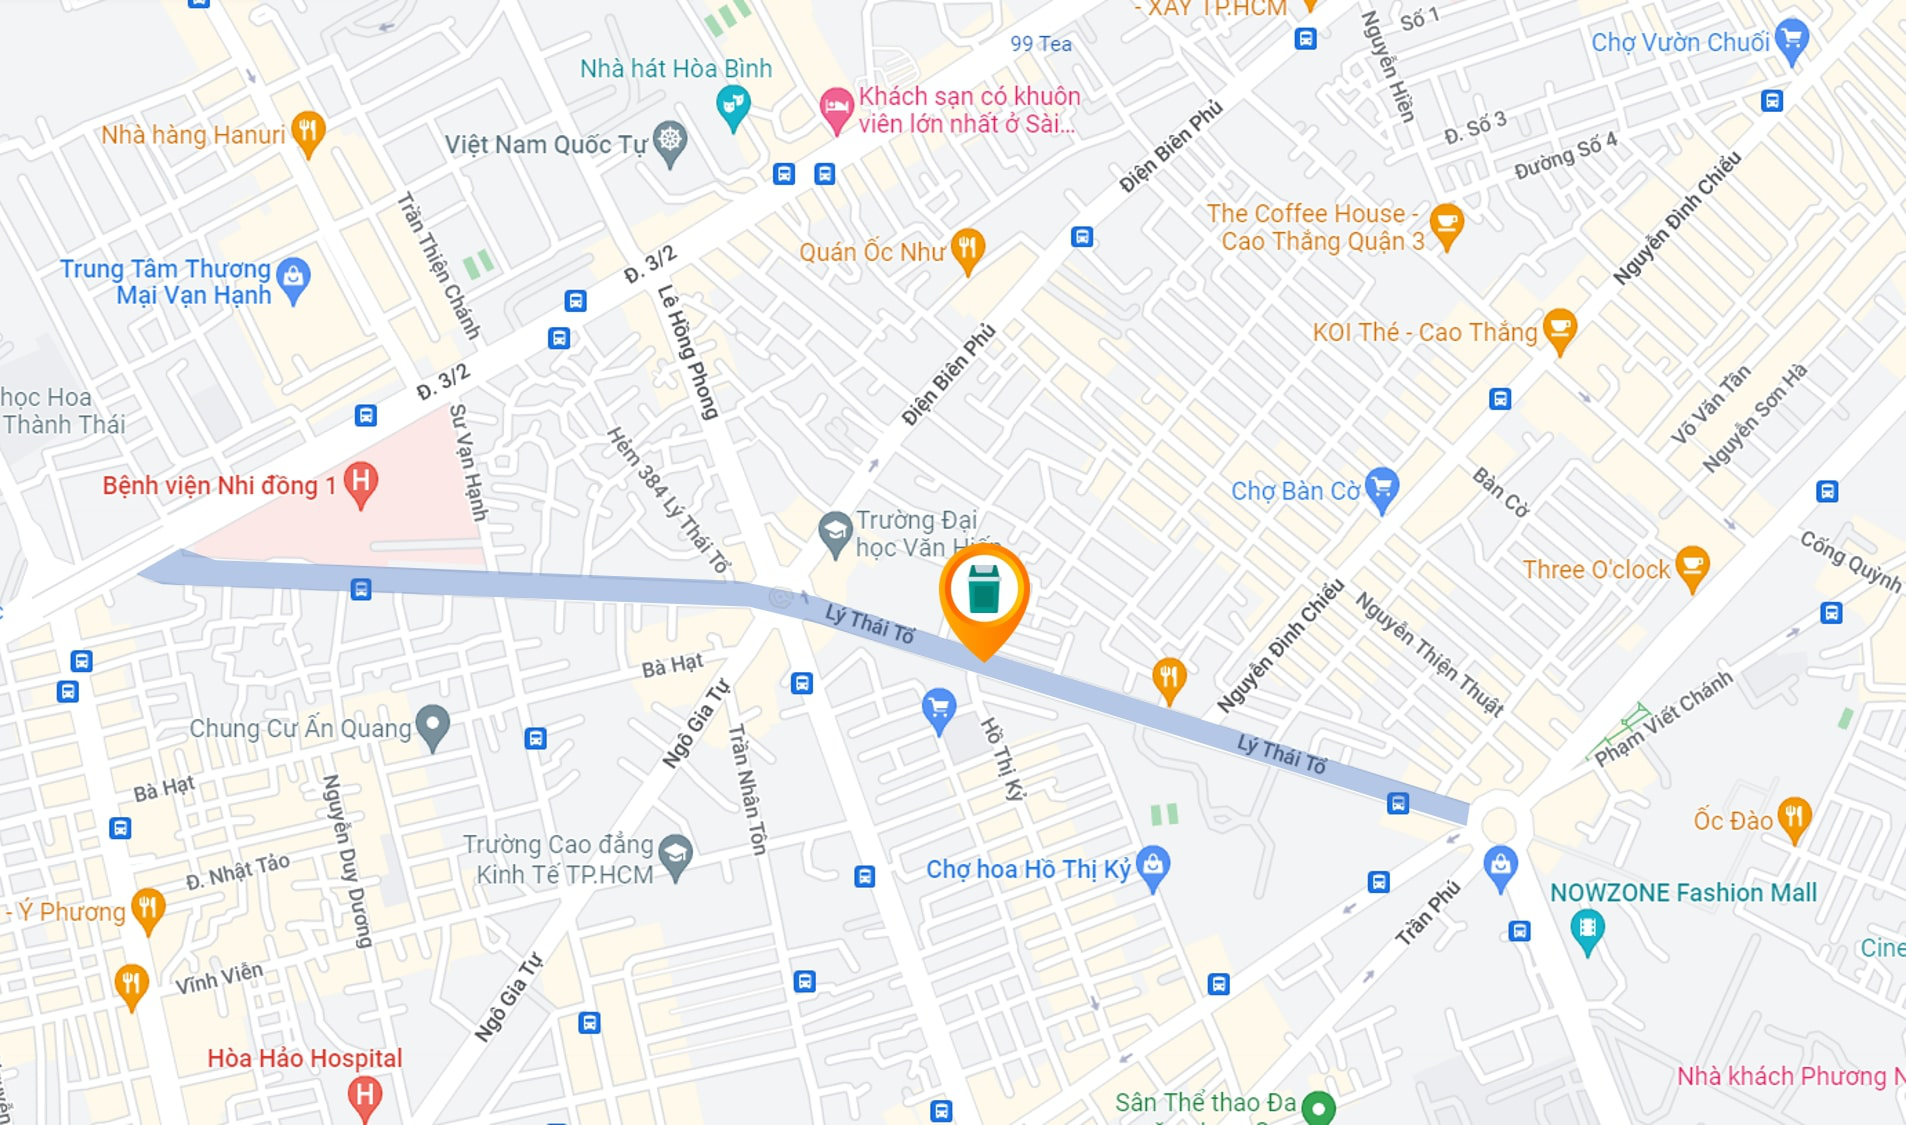 - XÂY TP.HCM
Số 1
99 Tea
Nguyễn Hiền
Chợ Vườn Chuối
Nhà hát Hòa Bình
Khách sạn có khuôn
viên lớn nhất ở Sài...
Nhà hàng Hanuri
Việt Nam Quốc Tự
Điện Biên Phủ
Đ. Số 3
Đường Số 4
Nguyễn Đình Chiểu
Trần Thiện Chánh
The Coffee House -
Cao Thắng Quận 3
Quán Ốc Như
Đ. 3/2
Trung Tâm Thương
Mại Vạn Hạnh
Lê Hồng Phong
KOI Thé - Cao Thắng
Điện Biên Phủ
Đ. 3/2
Võ Văn Tần
Nguyễn Sơn Hà
học Hoa
Thành Thái
Sư Vạn Hạnh
Hẻm 384 Lý Thái Tổ
Bệnh viện Nhi đồng 1
Chợ Bàn Cờ
Bàn Cờ
Trường Đại
học Văn Hiến
Cống Quỳnh
Three O'clock
Lý Thái Tổ
Nguyễn Đình Chiểu
Nguyễn Thiện Thuật
Bà Hạt
Ngô Gia Tự
Phạm Viết Chánh
Chung Cư Ấn Quang
Trần Nhân Tôn
Hồ Thị Kỷ
Lý Thái Tổ
Bà Hạt
Nguyễn Duy Dương
Ốc Đào
Trường Cao đẳng
Kinh Tế TP.HCM
Đ. Nhật Tảo
Chợ hoa Hồ Thị Kỷ
NOWZONE Fashion Mall
- Ý Phương
Trần Phú
Cine
Vĩnh Viễn
Ngô Gia Tự
Hòa Hảo Hospital
Nhà khách Phương N
Sân Thể thao Đa